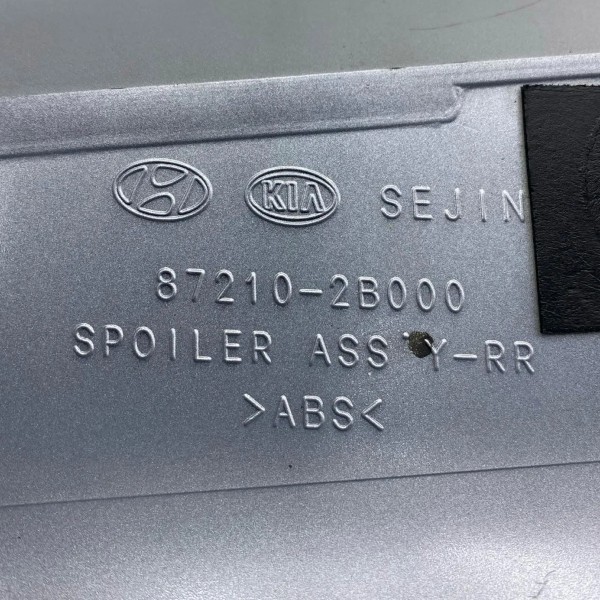 KIA SEJIN
87210-2B000
SPOILER ASS'Y-RR
>ABS<